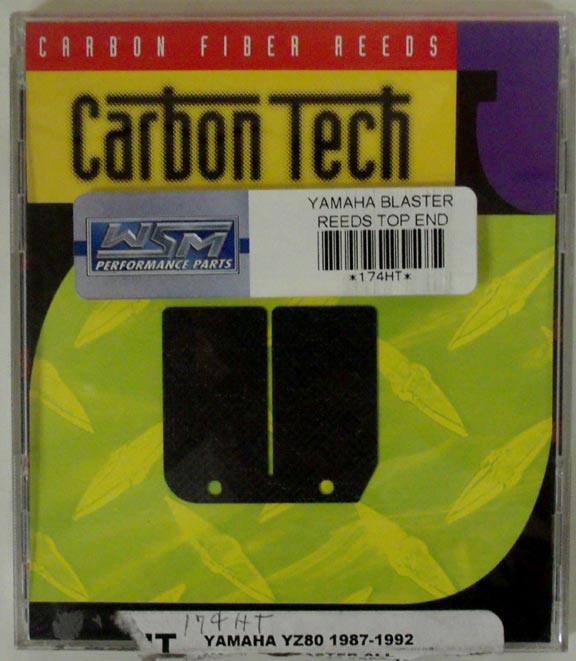 CARBON FIBER REEDS
Carbon Tech
WSM
PERFORMANCE PARTS
YAMAHA BLASTER
REEDS TOP END
*174HT*
174HT
YAMAHA YZ80 1987-1992